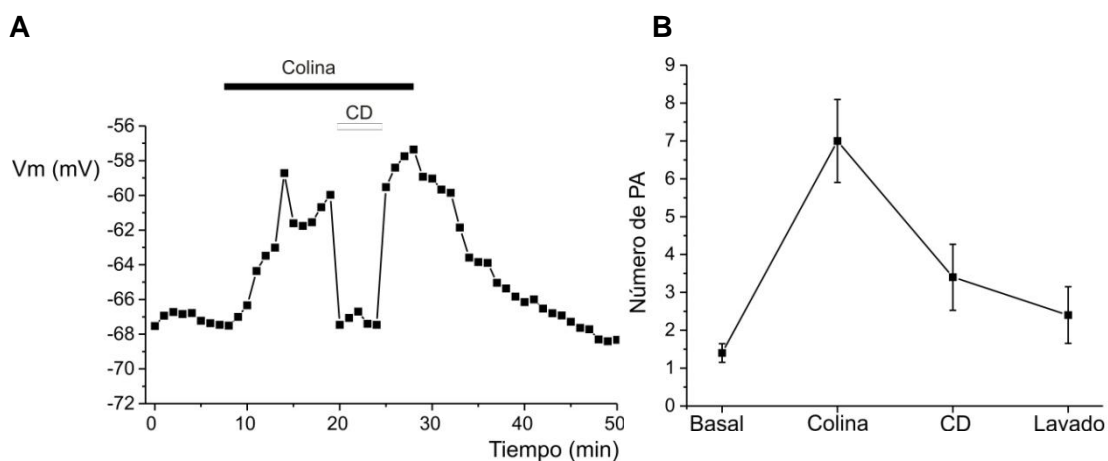 A
Colina
CD
Vm (mV)
-56
-58
-60
-62
-64
-66
-68
-70
-72
0
10
20
30
40
50
Tiempo (min)
B
Número de PA
9
8
7
6
5
4
3
2
1
0
Basal
Colina
CD
Lavado